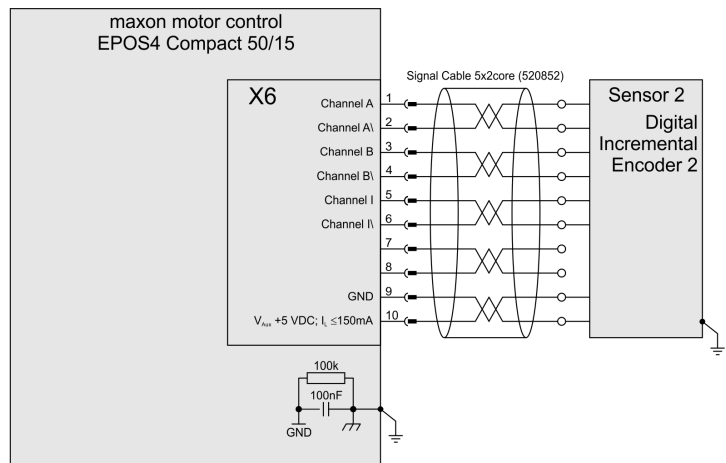 maxon motor control
EPOS4 Compact 50/15
Signal Cable 5x2core (520852)
X6
Sensor 2
Digital
Incremental
Encoder 2
Channel A 1
Channel A\ 2
Channel B 3
Channel B\ 4
Channel I 5
Channel I\ 6
7
8
GND 9
VAux +5 VDC; IL ≤150mA 10
100k
100nF
GND